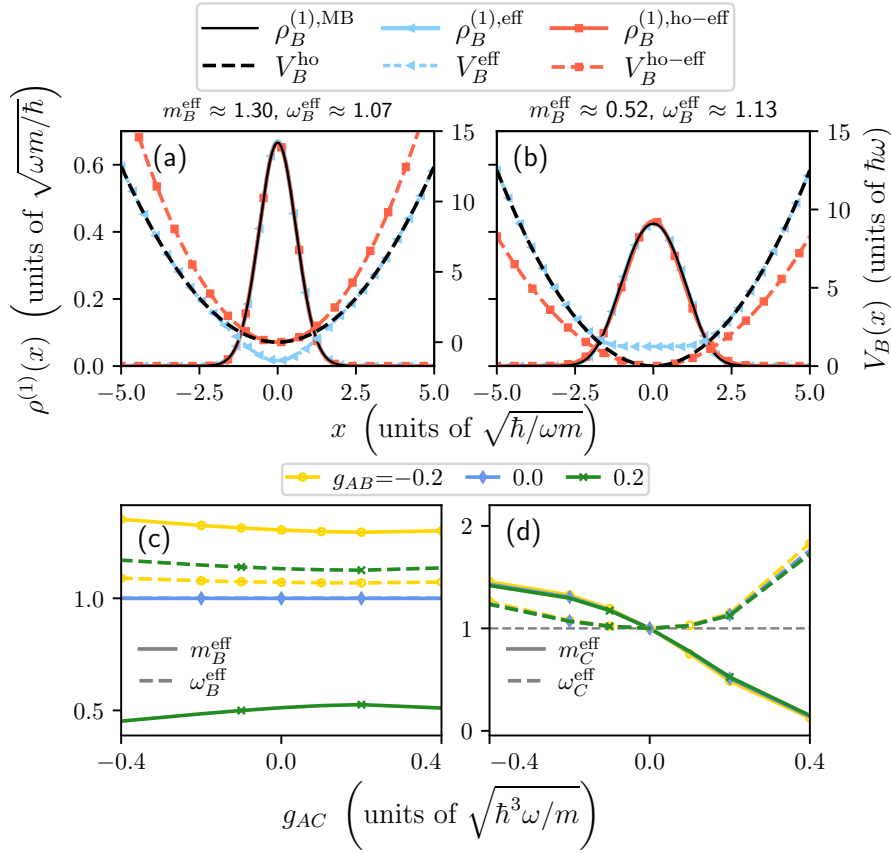 ρ_B^{(1),MB} ρ_B^{(1),eff} ρ_B^{(1),ho−eff}
V_B^{ho} V_B^{eff} V_B^{ho−eff}
m_B^{eff} ≈ 1.30, ω_B^{eff} ≈ 1.07
m_B^{eff} ≈ 0.52, ω_B^{eff} ≈ 1.13
ρ^{(1)}(x) (units of √(ωm/ħ))
0.6
0.4
0.2
0.0
(a)
15
10
5
0
−5.0 −2.5 0.0 2.5 5.0
(b)
15
10
5
0
−5.0 −2.5 0.0 2.5 5.0
V_B(x) (units of ħω)
x (units of √(ħ/ωm))
g_{AB}=−0.2 0.0 0.2
(c)
1.0
0.5
m_B^{eff}
ω_B^{eff}
−0.4 0.0 0.4
(d)
2
1
0
m_C^{eff}
ω_C^{eff}
−0.4 0.0 0.4
g_{AC} (units of √(ħ³ω/m))